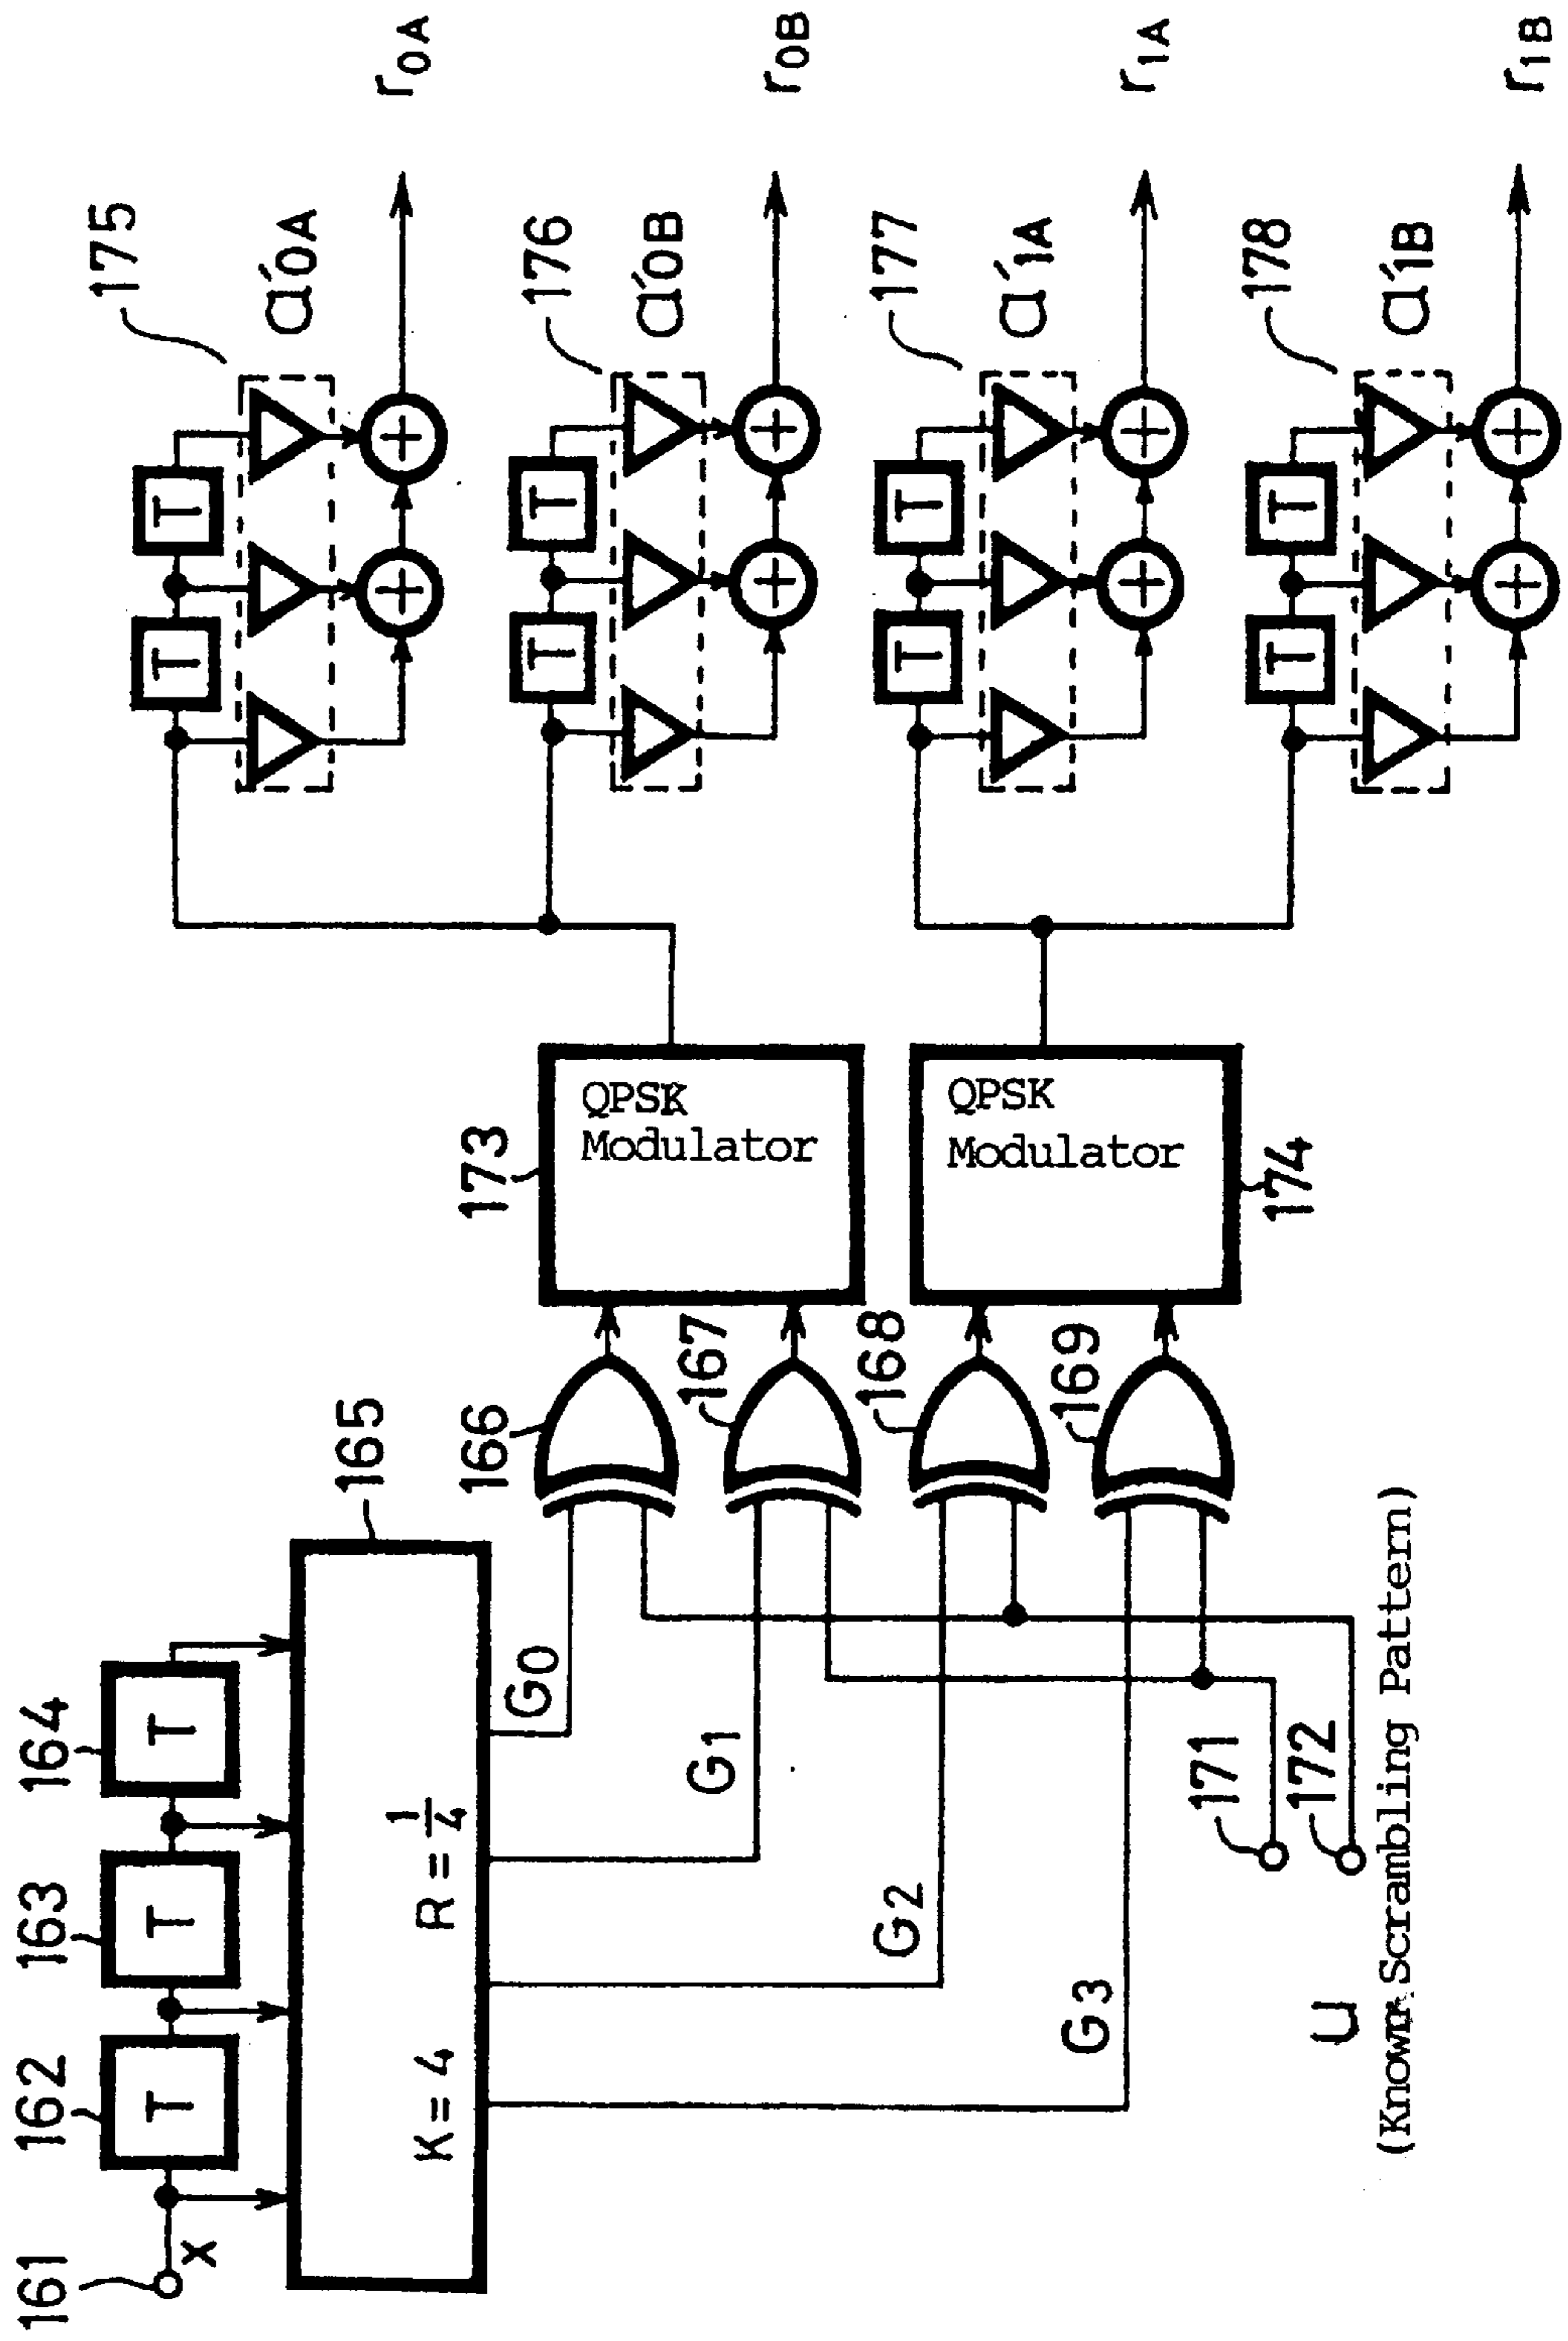 161
x
162
T
163
T
164
T
165
K = 4
R = 1/4
G0
G1
G2
G3
166
167
168
169
171
172
U
(Known Scrambling Pattern)
173
QPSK
Modulator
174
QPSK
Modulator
T
T
175
a'0A
+
+
r0A
T
T
176
a'0B
+
+
r0B
T
T
177
a'1A
+
+
r1A
T
T
178
a'1B
+
+
r1B